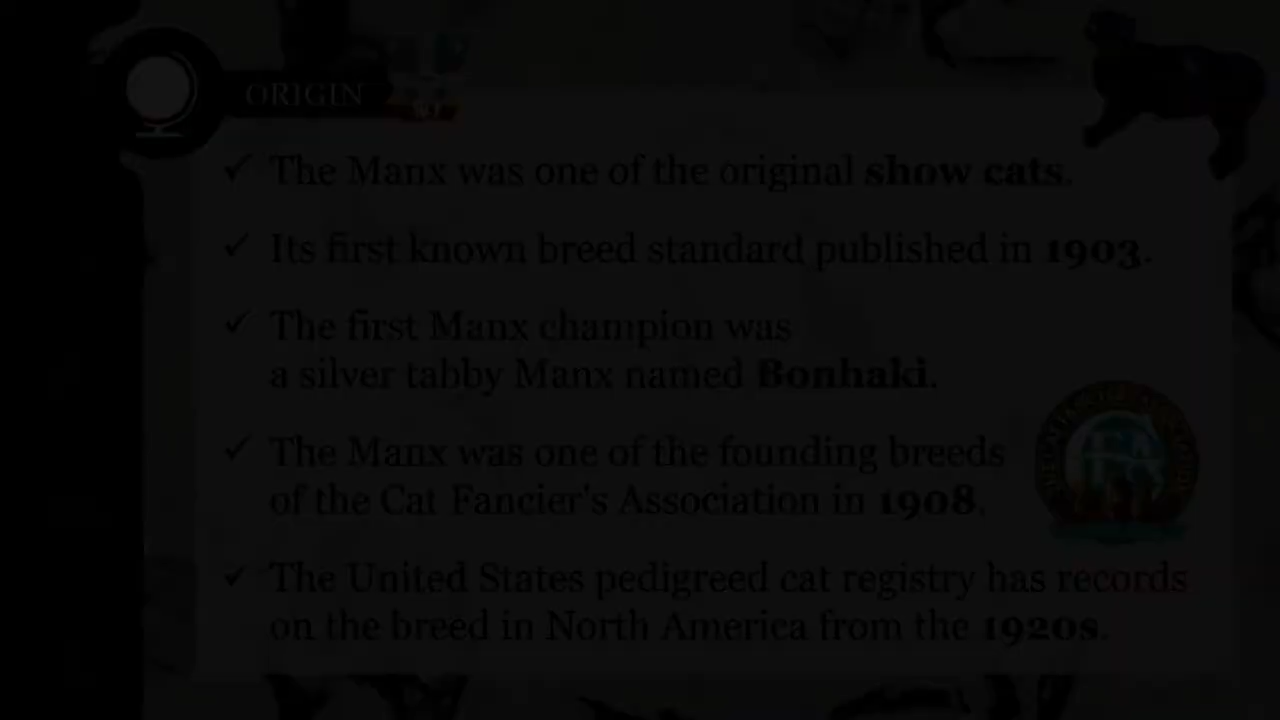 ORIGIN
✓ The Manx was one of the original show cats.
✓ Its first known breed standard published in 1903.
✓ The first Manx champion was
a silver tabby Manx named Bonhaki.
✓ The Manx was one of the founding breeds
of the Cat Fancier's Association in 1908.
✓ The United States pedigreed cat registry has records
on the breed in North America from the 1920s.